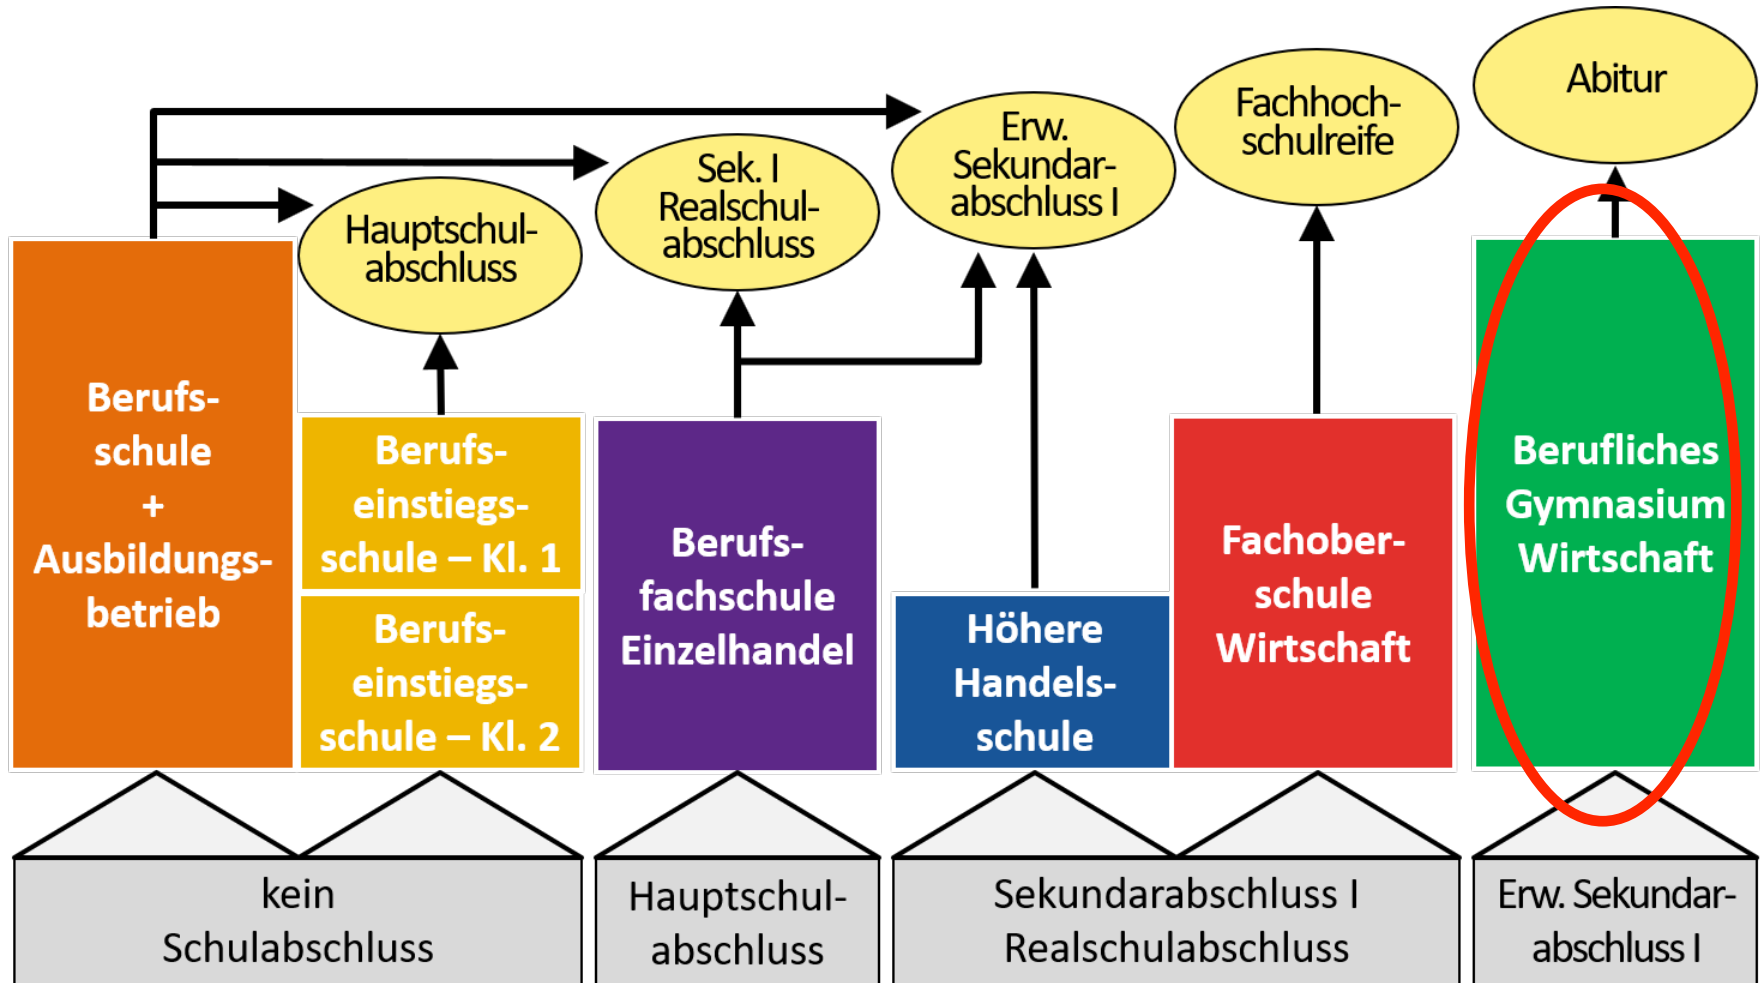 Abitur
Fachhoch-
schulreife
Erw.
Sekundar-
abschluss I
Sek. I
Realschul-
abschluss
Hauptschul-
abschluss
Berufs-
schule
+
Ausbildungs-
betrieb
Berufs-
einstiegs-
schule – Kl. 1
Berufs-
einstiegs-
schule – Kl. 2
Berufs-
fachschule
Einzelhandel
Höhere
Handels-
schule
Fachober-
schule
Wirtschaft
Berufliches
Gymnasium
Wirtschaft
kein
Schulabschluss
Hauptschul-
abschluss
Sekundarabschluss I
Realschulabschluss
Erw. Sekundar-
abschluss I